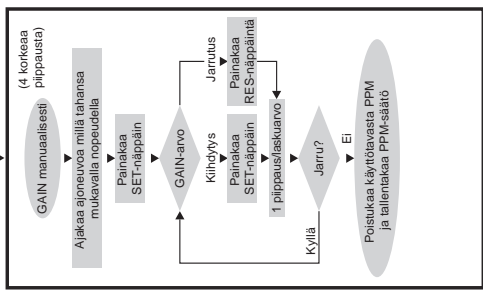 (4 korkeaa
piippausta)
GAIN manuaalisesti
Ajakaa ajoneuvoa millä tahansa
mukavalla nopeudella
Painakaa
SET-näppäin
GAIN-arvo
Kiihdytys
Jarrutus
Painakaa
SET-näppäin
Painakaa
RES-näppäintä
1 piippaus/laskuarvo
Jarru?
Kyllä
Ei
Poistukaa käyttötavasta PPM
ja tallentakaa PPM-säätö